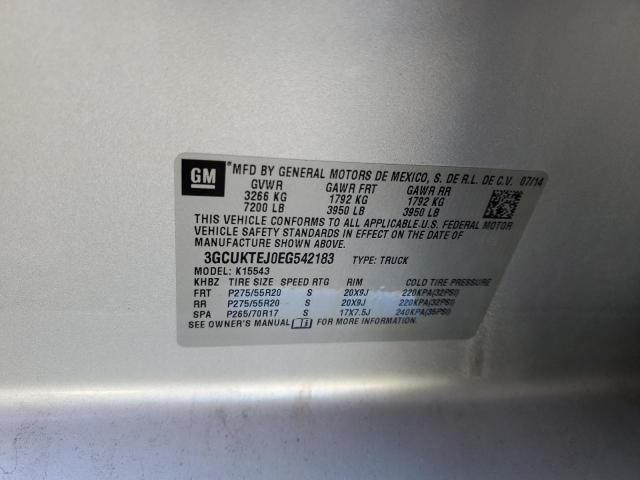 GM *MFD BY GENERAL MOTORS DE MEXICO, S. DE R.L. DE C.V. 07/14
GVWR GAWR FRT GAWR RR
3266 KG 1792 KG 1792 KG
7200 LB 3950 LB 3950 LB
THIS VEHICLE CONFORMS TO ALL APPLICABLE U.S. FEDERAL MOTOR
VEHICLE SAFETY STANDARDS IN EFFECT ON THE DATE OF
MANUFACTURE SHOWN ABOVE.
3GCUKTEJ0EG542183 TYPE: TRUCK
MODEL: K15543
KHBZ TIRE SIZE SPEED RTG RIM COLD TIRE PRESSURE
FRT P275/55R20 S 20X9J 220KPA(32PSI)
RR P275/55R20 S 20X9J 220KPA(32PSI)
SPA P265/70R17 S 17X7.5J 240KPA(35PSI)
SEE OWNER'S MANUAL FOR MORE INFORMATION